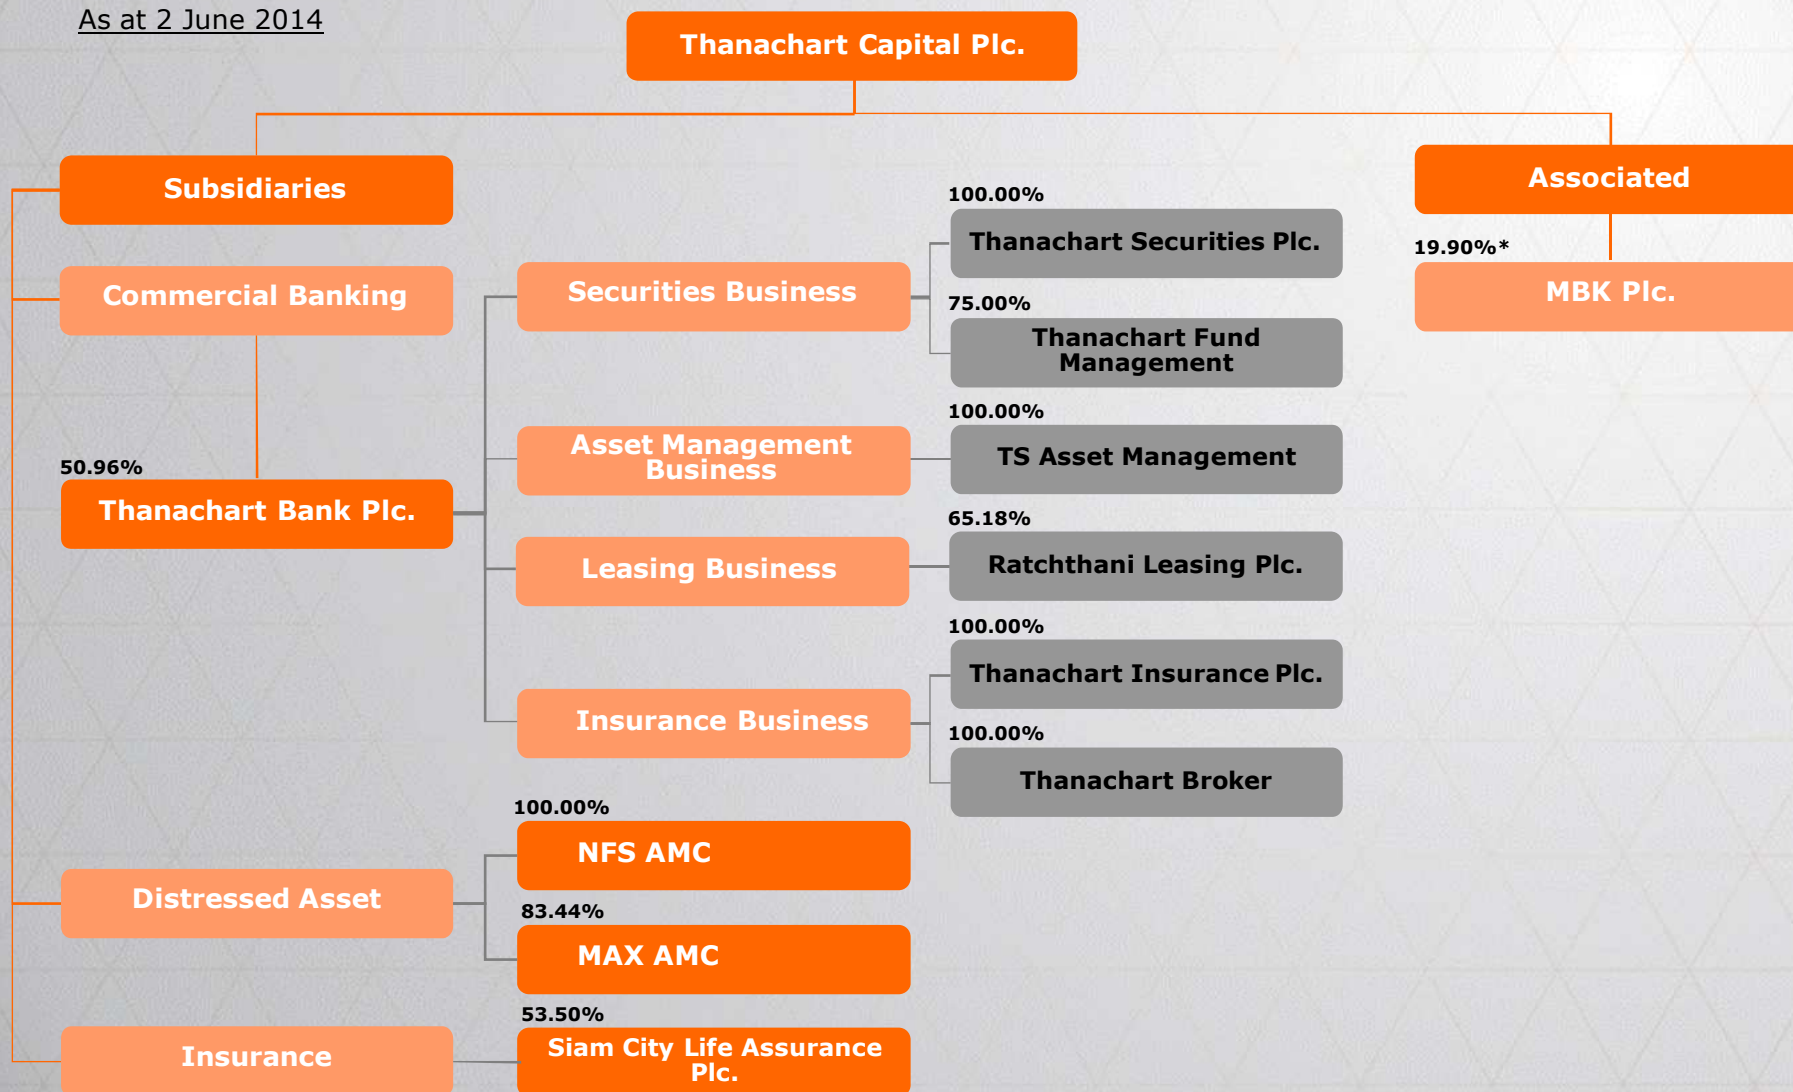 As at 2 June 2014
Thanachart Capital Plc.
Subsidiaries
Associated
100.00%
Thanachart Securities Plc.
19.90%*
MBK Plc.
Commercial Banking
Securities Business
75.00%
Thanachart Fund
Management
100.00%
Asset Management
Business
TS Asset Management
50.96%
Thanachart Bank Plc.
65.18%
Leasing Business
Ratchthani Leasing Plc.
100.00%
Thanachart Insurance Plc.
Insurance Business
100.00%
Thanachart Broker
100.00%
NFS AMC
Distressed Asset
83.44%
MAX AMC
53.50%
Insurance
Siam City Life Assurance
Plc.